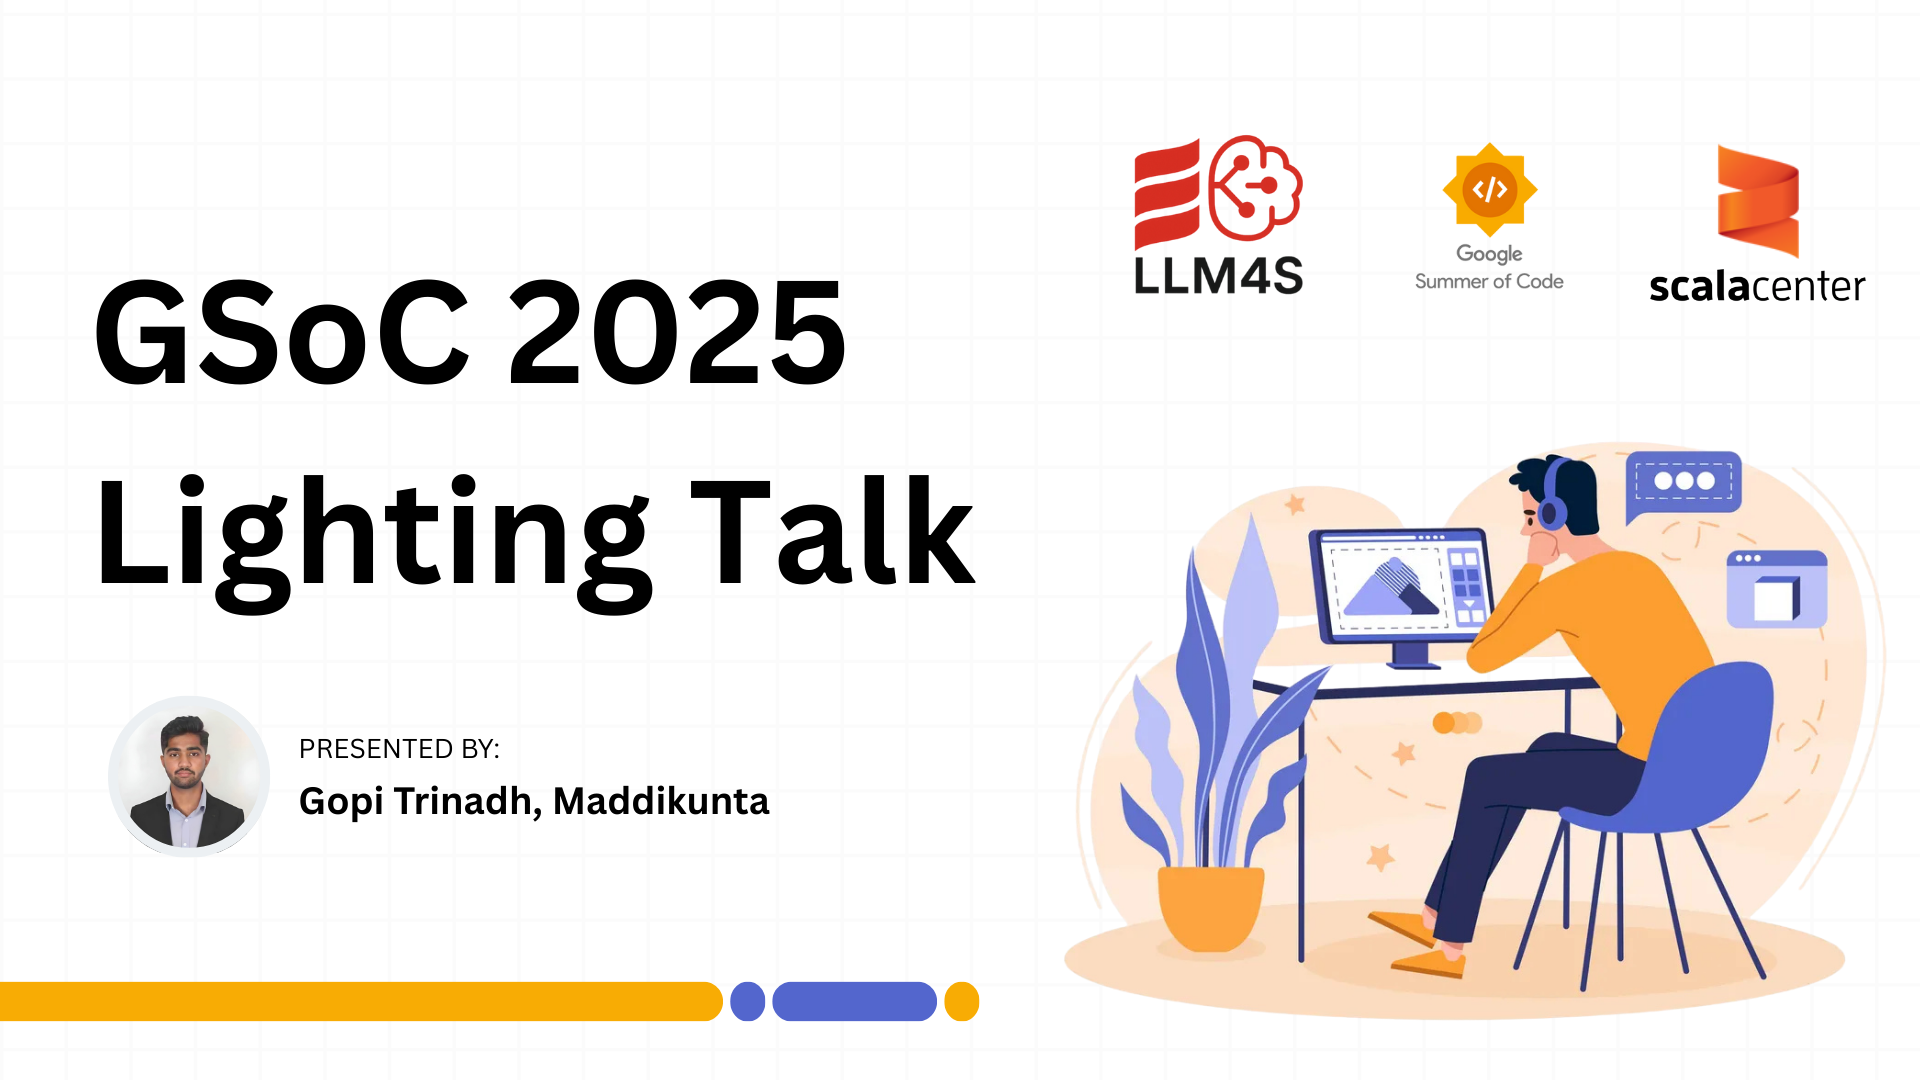 LLM4S
Google
Summer of Code
scalacenter
GSoC 2025
Lighting Talk
PRESENTED BY:
Gopi Trinadh, Maddikunta